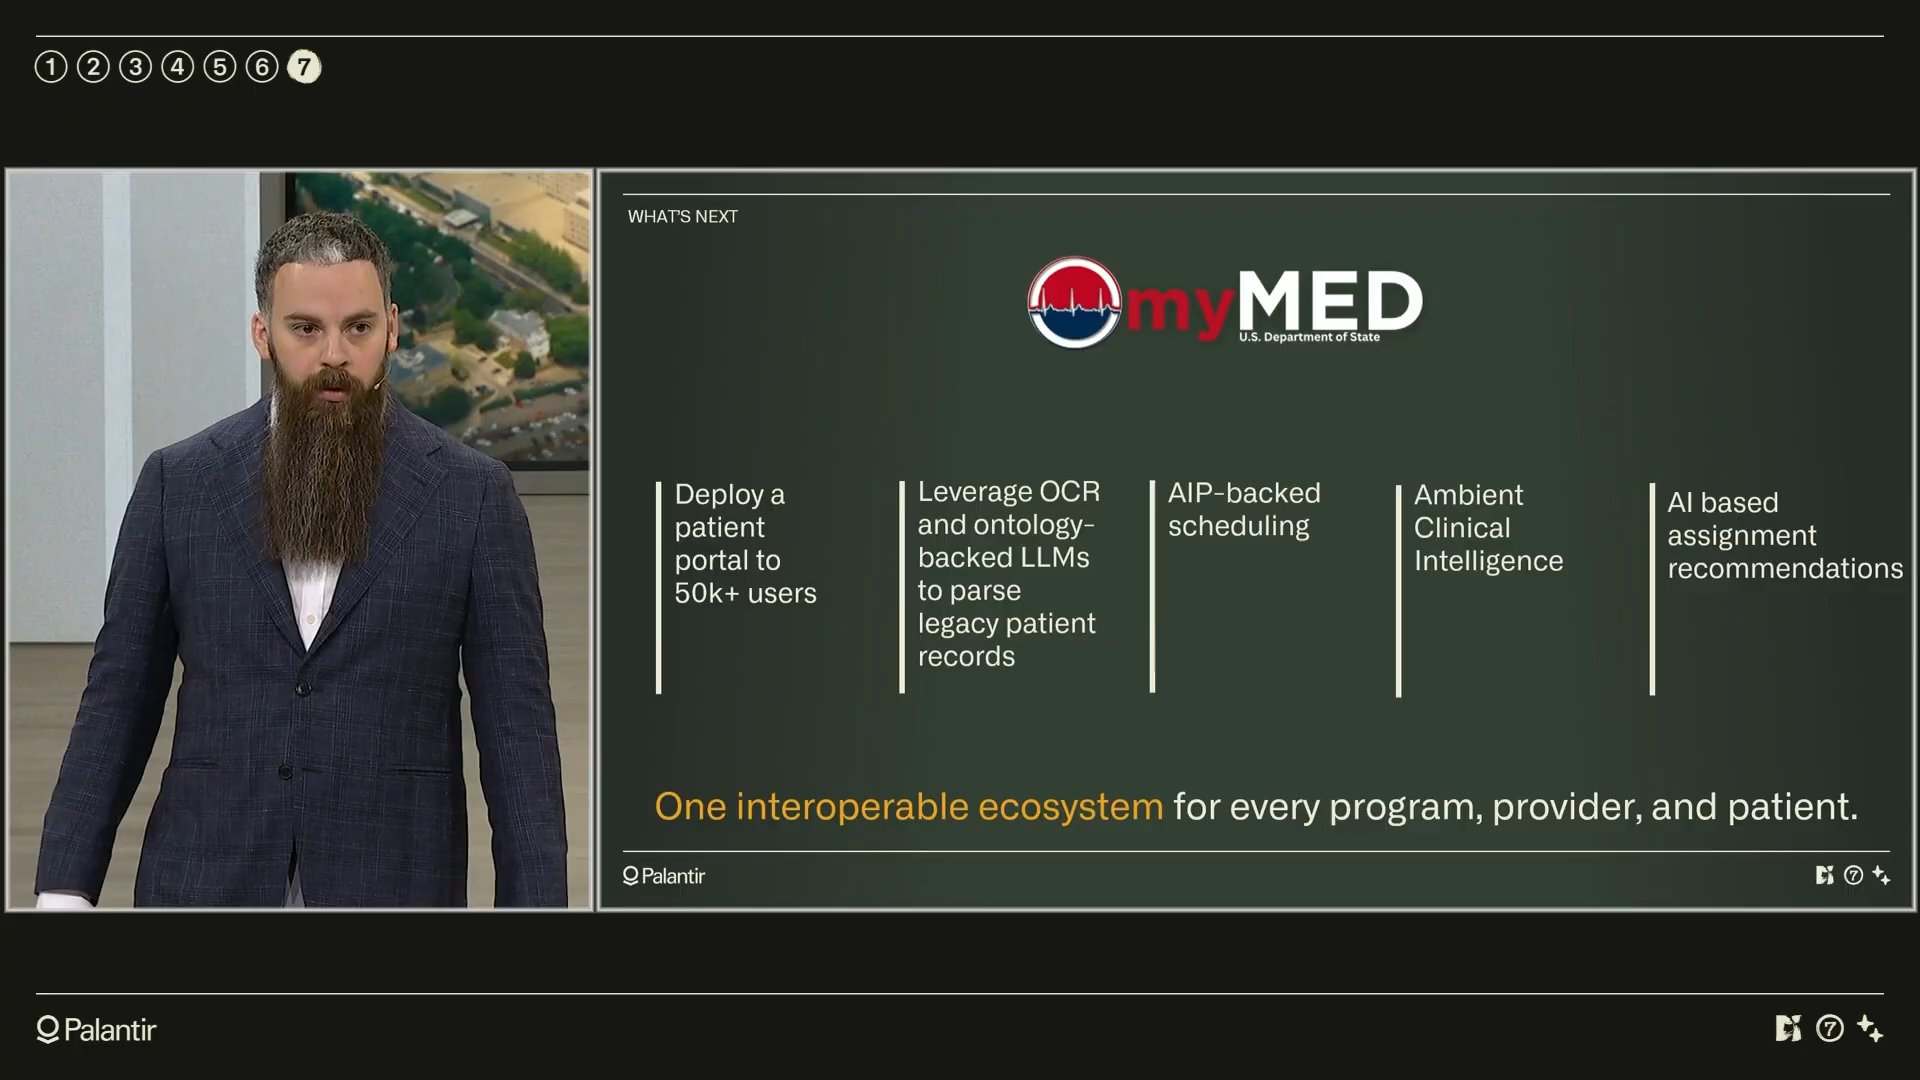 1 2 3 4 5 6 7
WHAT'S NEXT
myMED
U.S. Department of State
Deploy a
patient
portal to
50k+ users
Leverage OCR
and ontology-
backed LLMs
to parse
legacy patient
records
AIP-backed
scheduling
Ambient
Clinical
Intelligence
AI based
assignment
recommendations
One interoperable ecosystem for every program, provider, and patient.
Palantir
7
Palantir
7